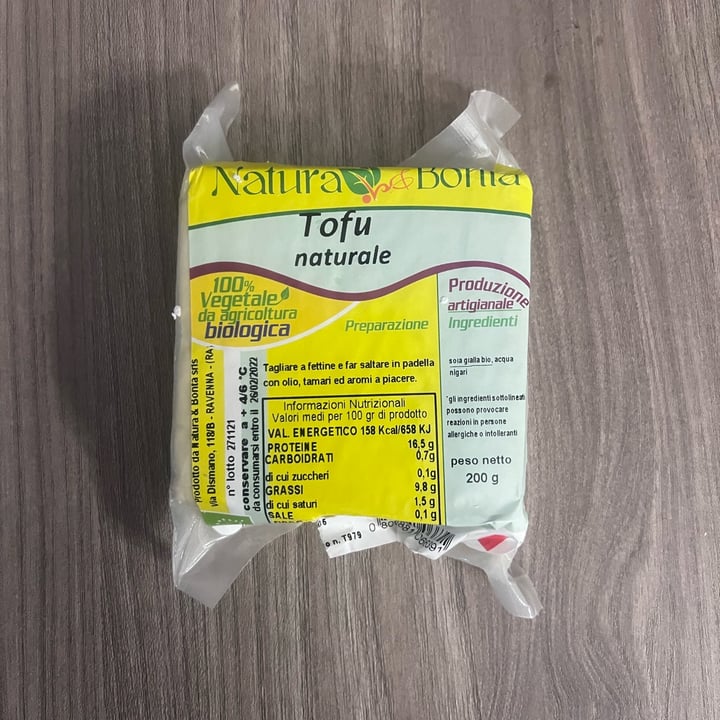 Natura & Bontà
Tofu
naturale
100%
Vegetale
da agricoltura
biologica
Preparazione
Tagliare a fettine e far saltare in padella
con olio, tamari ed aromi a piacere.
Informazioni Nutrizionali
Valori medi per 100 gr di prodotto
VAL. ENERGETICO 158 Kcal/658 KJ
PROTEINE 16,5 g
CARBOIDRATI 0,7g
di cui zuccheri 0,1g
GRASSI 9,8 g
di cui saturi 1,5 g
SALE 0,1 g
Produzione
artigianale
Ingredienti
soia gialla bio, acqua
nigari
*gli ingredienti sottolineati
possono provocare
reazioni in persone
allergiche o intolleranti
peso netto
200 g
Prodotto da Natura & Bontà srls
Via Dismano, 118/B - RAVENNA - (RA)
n° lotto 271121
conservare a + 4/6 °C
da consumarsi entro il 26/02/2022
n. T979